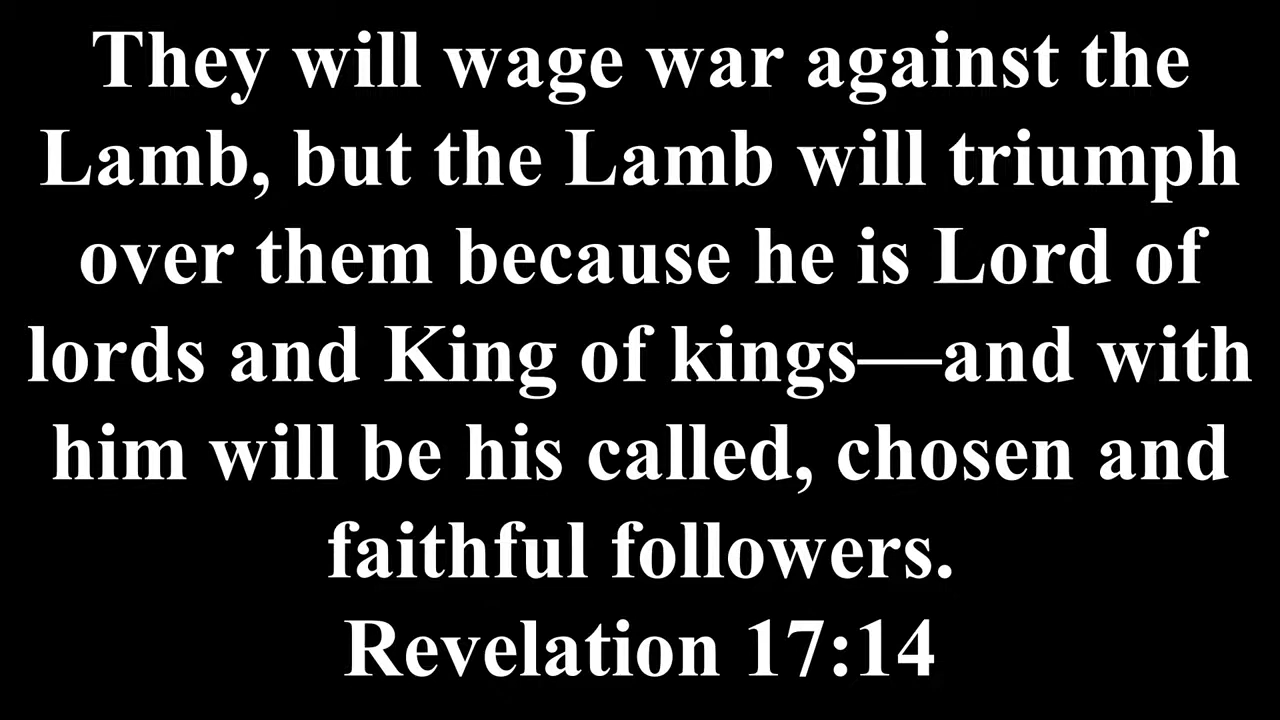 They will wage war against the
Lamb, but the Lamb will triumph
over them because he is Lord of
lords and King of kings—and with
him will be his called, chosen and
faithful followers.
Revelation 17:14